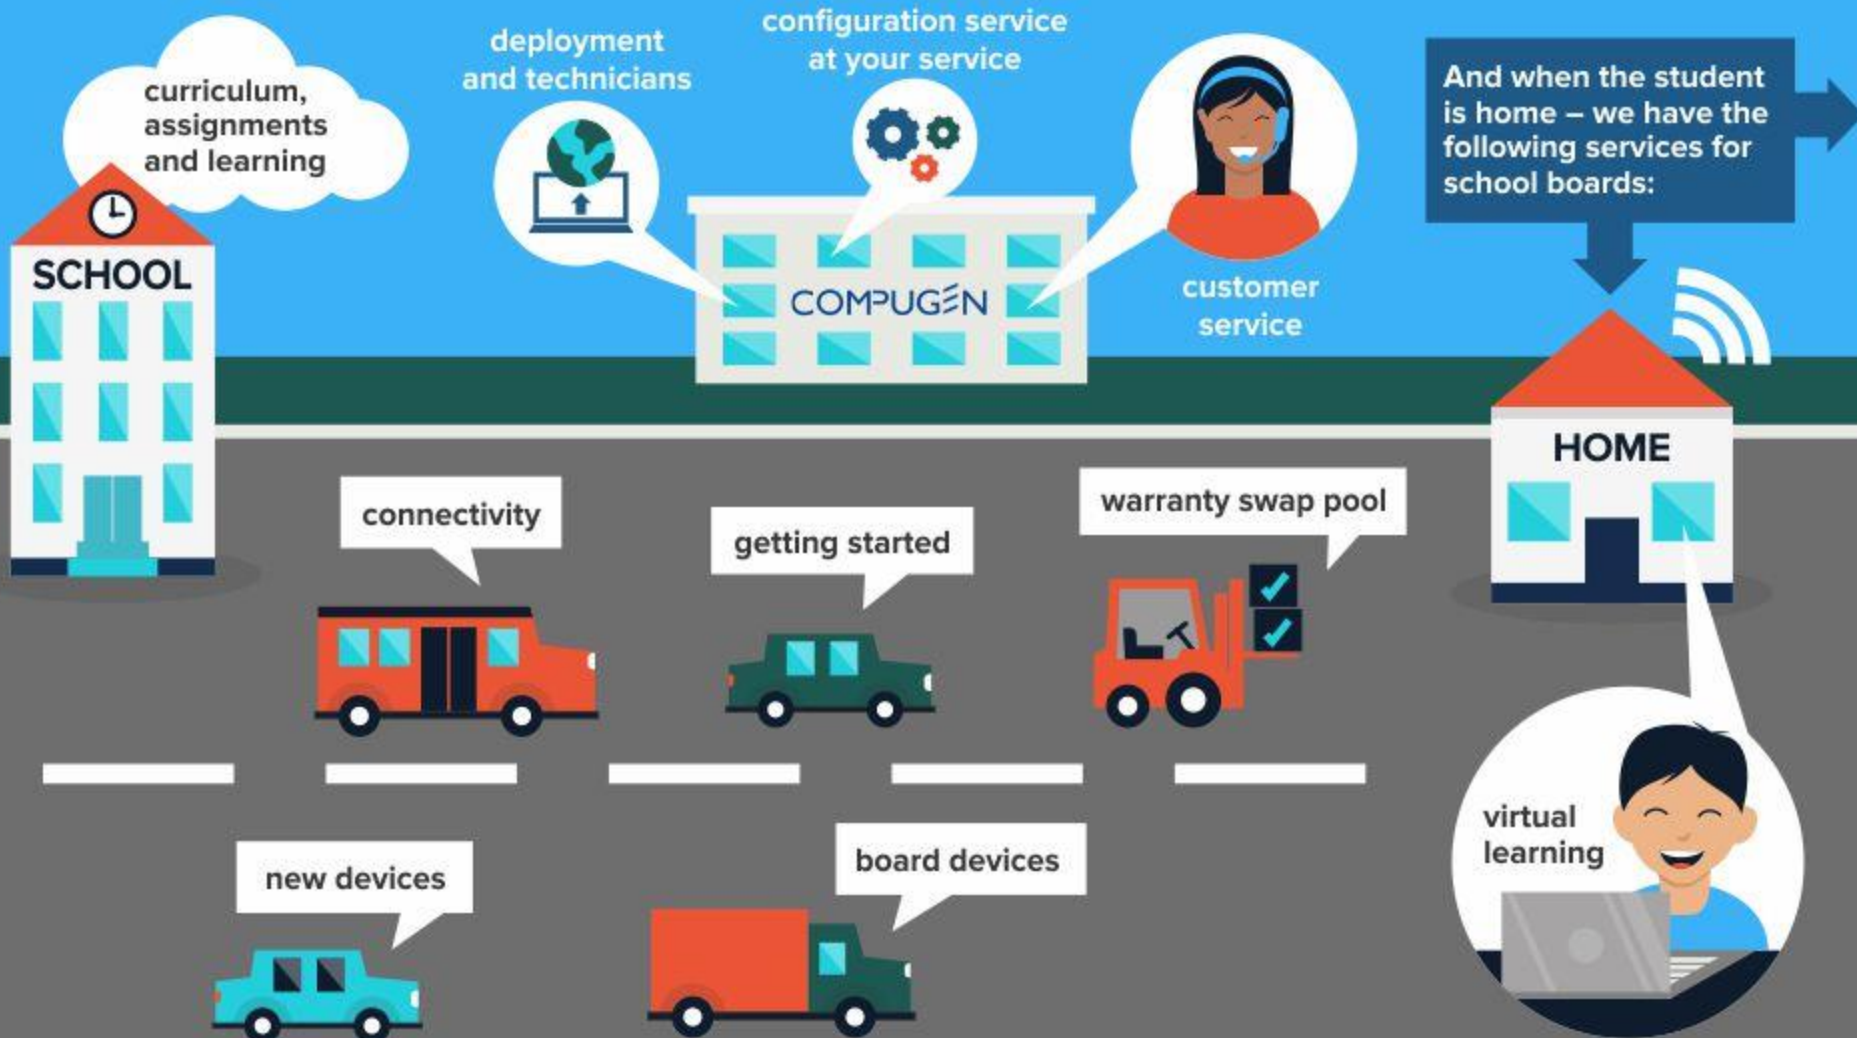 curriculum,
assignments
and learning
deployment
and technicians
configuration service
at your service
And when the student
is home – we have the
following services for
school boards:
SCHOOL
COMPUGEN
customer
service
HOME
connectivity
getting started
warranty swap pool
new devices
board devices
virtual
learning